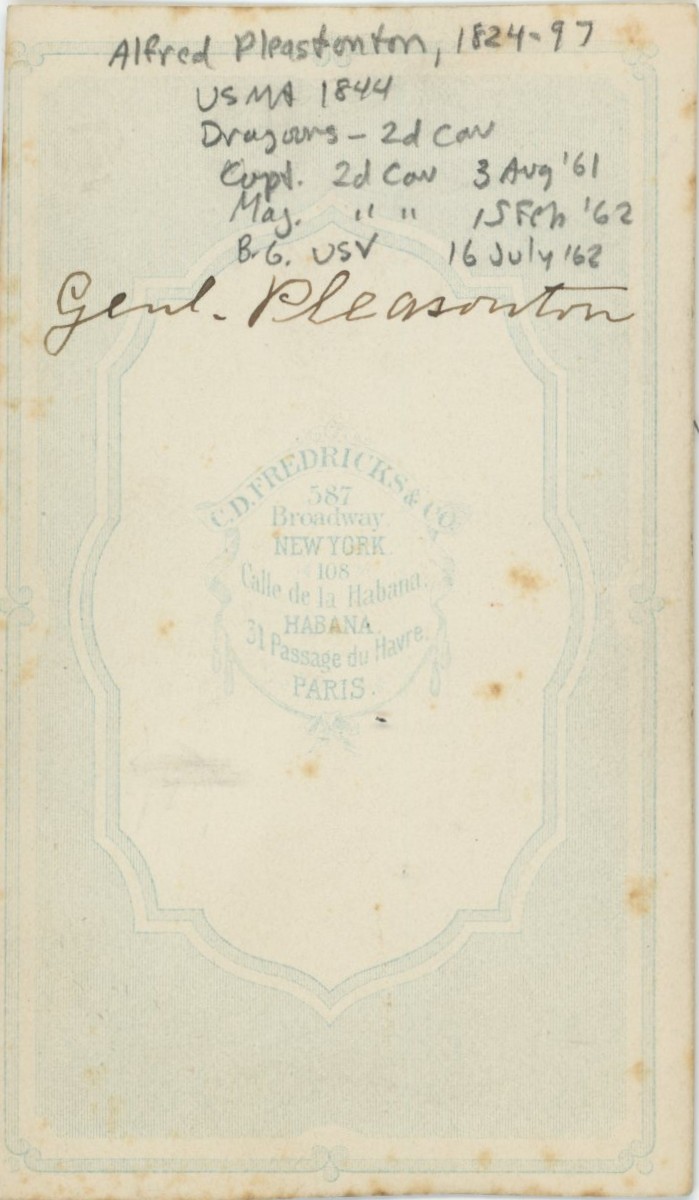 Alfred Pleastonton, 1824-97
USMA 1844
Dragoons - 2d Cav
Capt. 2d Cav 3 Aug '61
Maj. " " 15 Feb '62
B.G. USV 16 July '62
Genl. Pleasonton
C.D. FREDRICKS & CO.
587
Broadway
NEW YORK.
108
Calle de la Habana.
HABANA.
31 Passage du Havre.
PARIS.